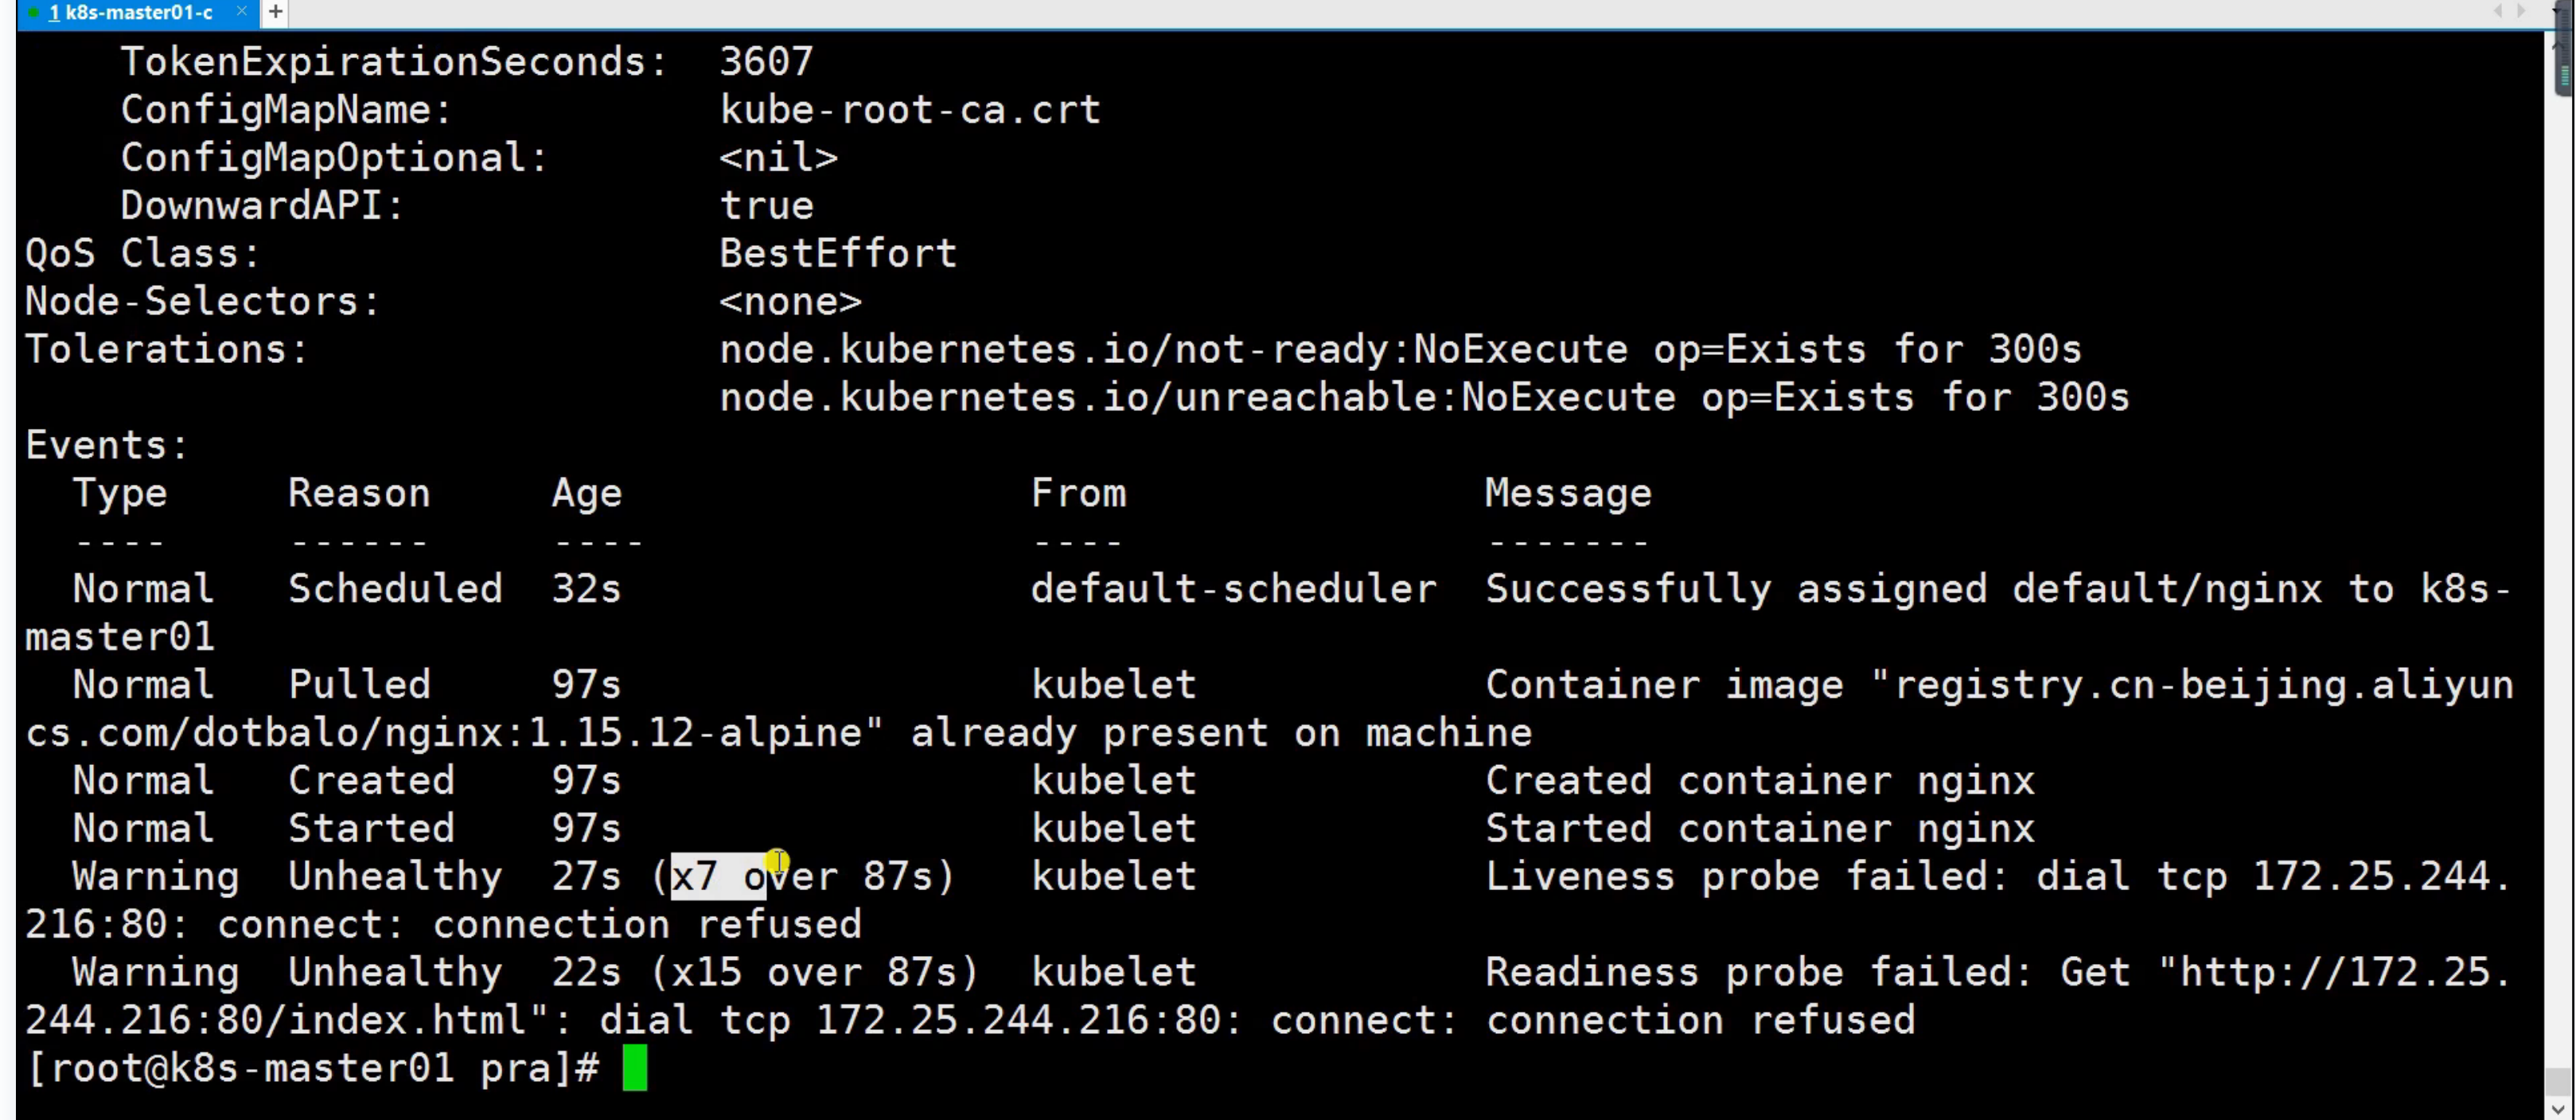 1 k8s-master01-c × +
TokenExpirationSeconds: 3607
ConfigMapName: kube-root-ca.crt
ConfigMapOptional: <nil>
DownwardAPI: true
QoS Class: BestEffort
Node-Selectors: <none>
Tolerations: node.kubernetes.io/not-ready:NoExecute op=Exists for 300s
node.kubernetes.io/unreachable:NoExecute op=Exists for 300s
Events:
Type Reason Age From Message
---- ------ ---- ---- -------
Normal Scheduled 32s default-scheduler Successfully assigned default/nginx to k8s-
master01
Normal Pulled 97s kubelet Container image "registry.cn-beijing.aliyun
cs.com/dotbalo/nginx:1.15.12-alpine" already present on machine
Normal Created 97s kubelet Created container nginx
Normal Started 97s kubelet Started container nginx
Warning Unhealthy 27s (x7 over 87s) kubelet Liveness probe failed: dial tcp 172.25.244.
216:80: connect: connection refused
Warning Unhealthy 22s (x15 over 87s) kubelet Readiness probe failed: Get "http://172.25.
244.216:80/index.html": dial tcp 172.25.244.216:80: connect: connection refused
[root@k8s-master01 pra]#